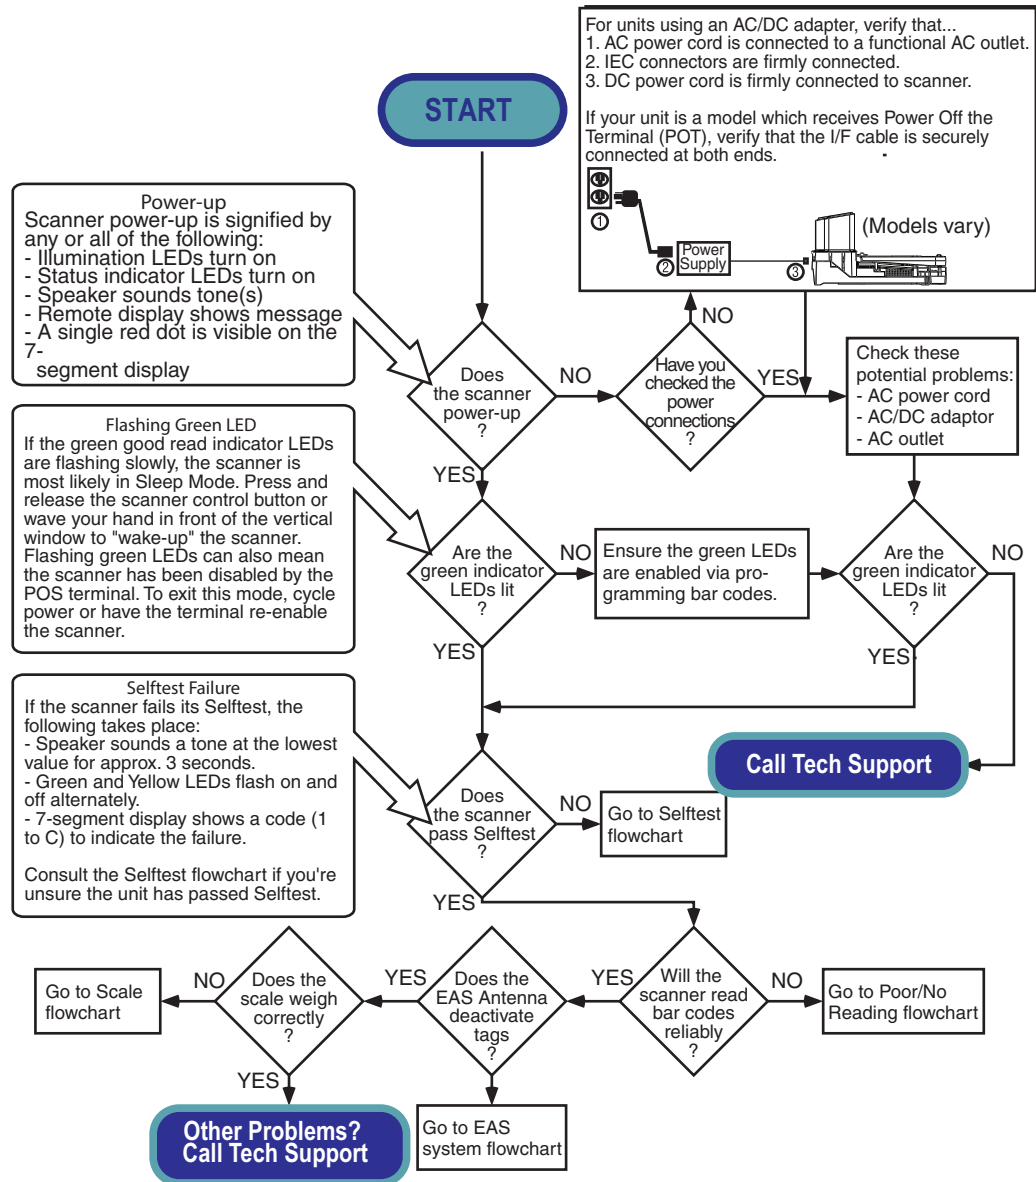 For units using an AC/DC adapter, verify that...
1. AC power cord is connected to a functional AC outlet.
2. IEC connectors are firmly connected.
3. DC power cord is firmly connected to scanner.
If your unit is a model which receives Power Off the
Terminal (POT), verify that the I/F cable is securely
connected at both ends.
1
2
Power
Supply
3
(Models vary)
START
Power-up
Scanner power-up is signified by
any or all of the following:
- Illumination LEDs turn on
- Status indicator LEDs turn on
- Speaker sounds tone(s)
- Remote display shows message
- A single red dot is visible on the
7-
segment display
Does
the scanner
power-up
?
NO
YES
Have you
checked the
power
connections
?
NO
YES
Check these
potential problems:
- AC power cord
- AC/DC adaptor
- AC outlet
Flashing Green LED
If the green good read indicator LEDs
are flashing slowly, the scanner is
most likely in Sleep Mode. Press and
release the scanner control button or
wave your hand in front of the vertical
window to "wake-up" the scanner.
Flashing green LEDs can also mean
the scanner has been disabled by the
POS terminal. To exit this mode, cycle
power or have the terminal re-enable
the scanner.
Are the
green indicator
LEDs lit
?
NO
YES
Ensure the green LEDs
are enabled via pro-
gramming bar codes.
Are the
green indicator
LEDs lit
?
NO
YES
Call Tech Support
Selftest Failure
If the scanner fails its Selftest, the
following takes place:
- Speaker sounds a tone at the lowest
value for approx. 3 seconds.
- Green and Yellow LEDs flash on and
off alternately.
- 7-segment display shows a code (1
to C) to indicate the failure.
Consult the Selftest flowchart if you're
unsure the unit has passed Selftest.
Does
the scanner
pass Selftest
?
NO
YES
Go to Selftest
flowchart
Will the
scanner read
bar codes
reliably
?
NO
YES
Go to Poor/No
Reading flowchart
Does the
EAS Antenna
deactivate
tags
?
YES
Go to EAS
system flowchart
Does the
scale weigh
correctly
?
NO
YES
Go to Scale
flowchart
Other Problems?
Call Tech Support